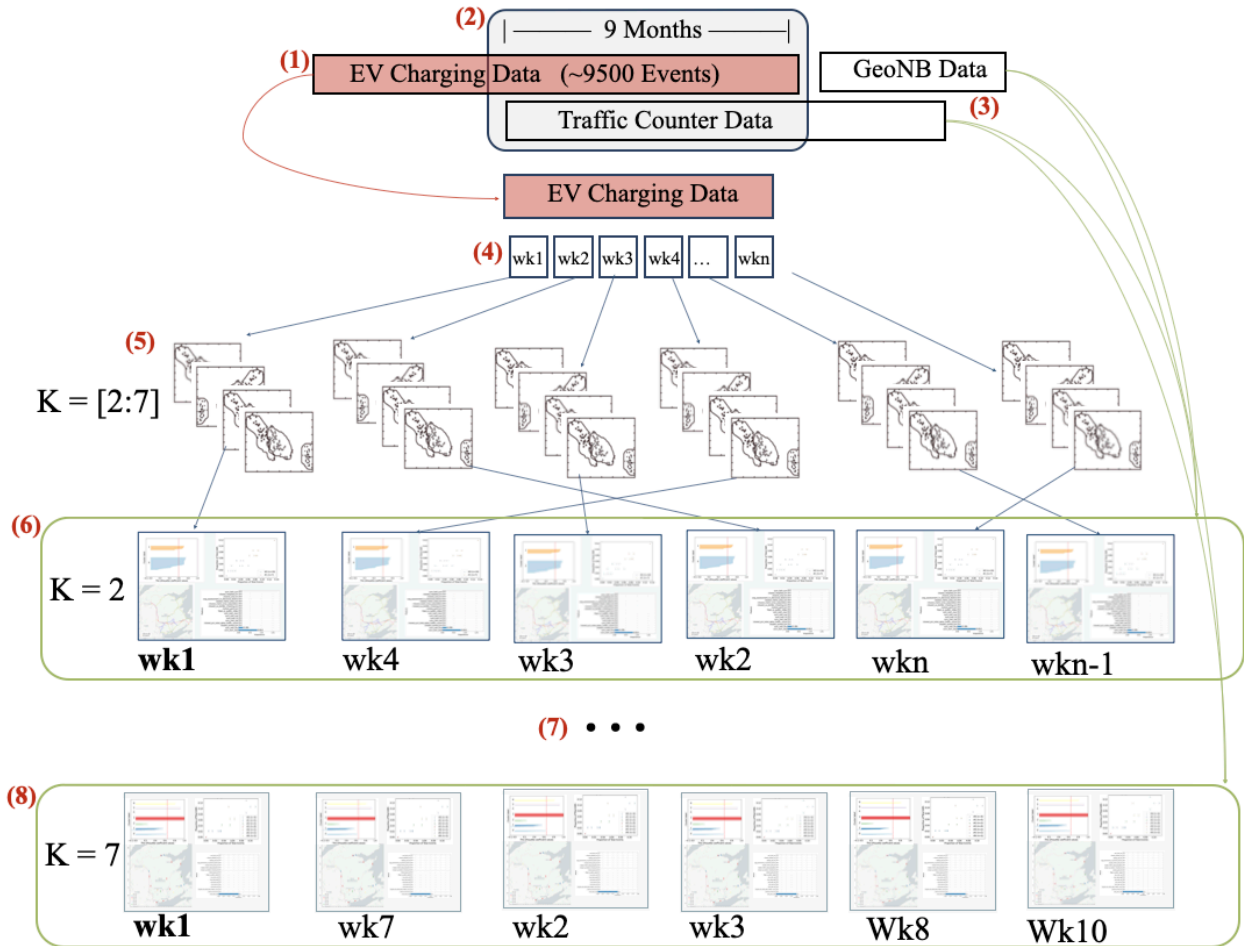 (2)
9 Months
(1)
EV Charging Data (~9500 Events)
GeoNB Data
Traffic Counter Data
(3)
EV Charging Data
(4)
wk1 wk2 wk3 wk4 ... wkn
(5)
K = [2:7]
(6)
K = 2
wk1 wk4 wk3 wk2 wkn wkn-1
(7) • • •
(8)
K = 7
wk1 wk7 wk2 wk3 Wk8 Wk10